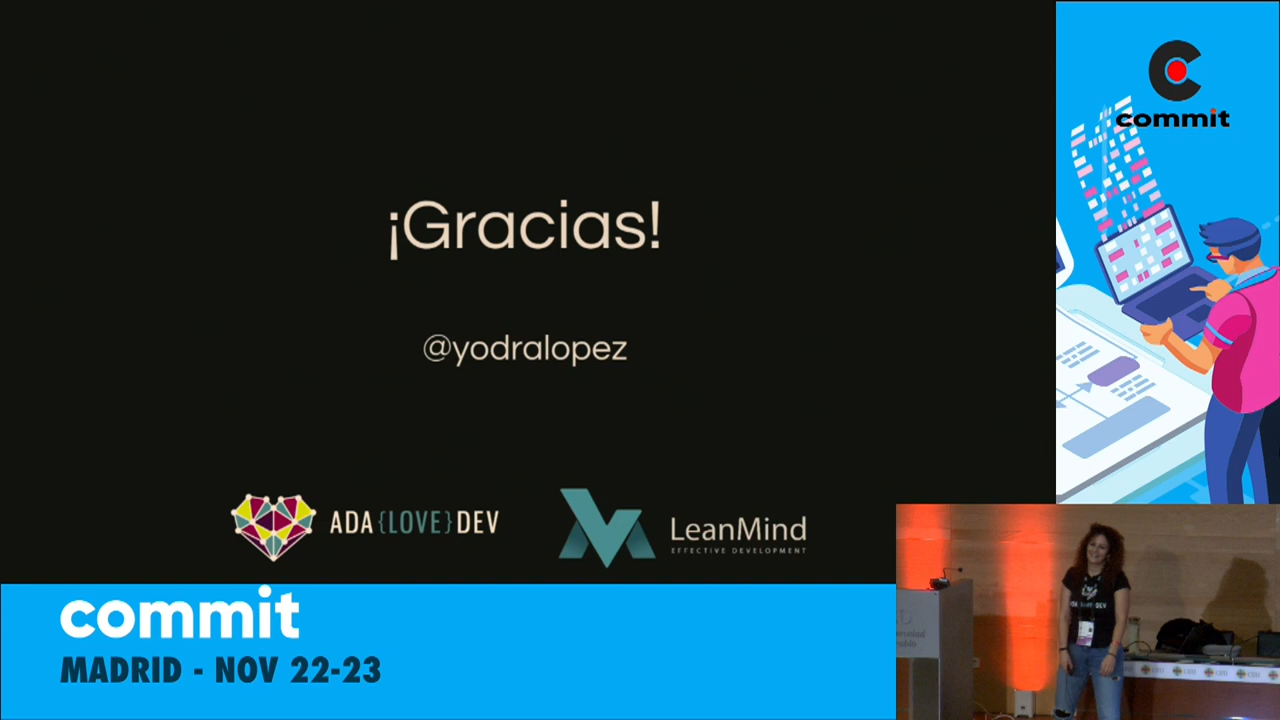 ¡Gracias!
@yodralopez
ADA{LOVE}DEV
LeanMind
EFFECTIVE DEVELOPMENT
commit
commit
MADRID - NOV 22-23